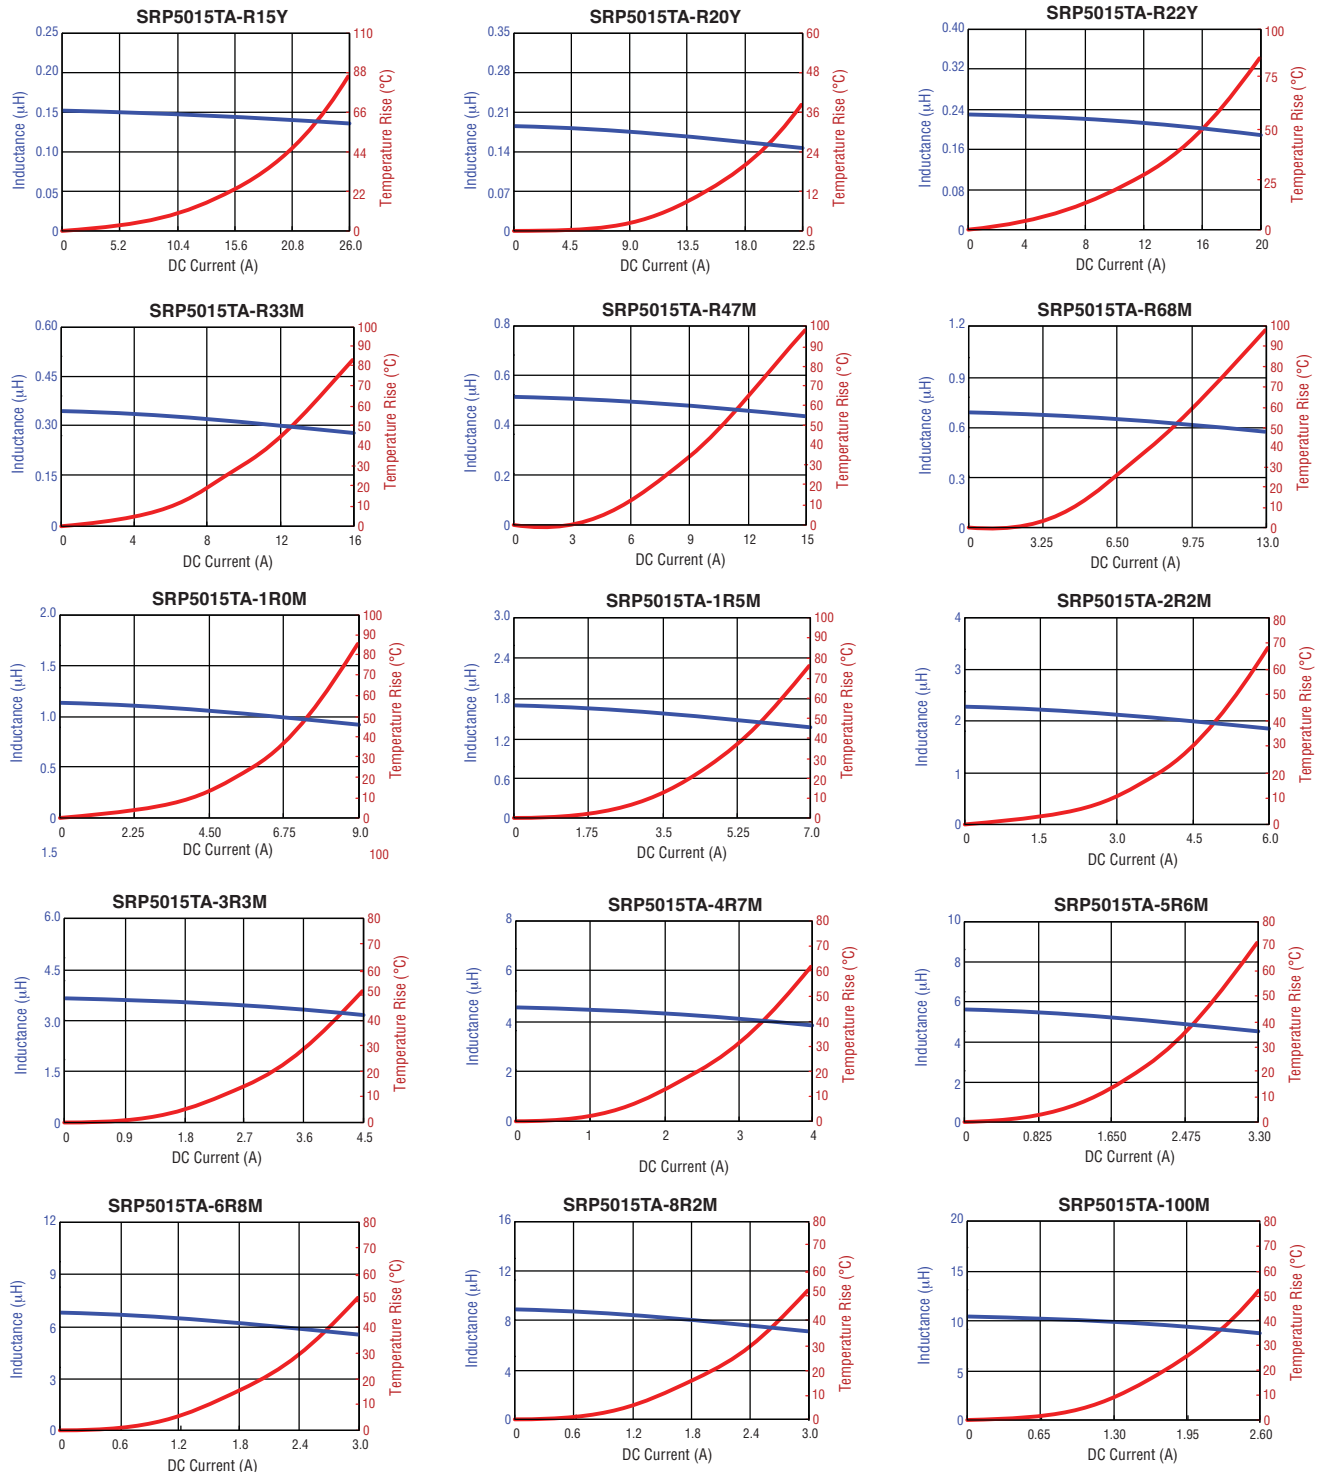 SRP5015TA-R15Y
0.25
0.20
0.15
0.10
0.05
0
Inductance (µH)
110
88
66
44
22
0
Temperature Rise (°C)
0 5.2 10.4 15.6 20.8 26.0
DC Current (A)
SRP5015TA-R20Y
0.35
0.28
0.21
0.14
0.07
0
Inductance (µH)
60
48
36
24
12
0
Temperature Rise (°C)
0 4.5 9.0 13.5 18.0 22.5
DC Current (A)
SRP5015TA-R22Y
0.40
0.32
0.24
0.16
0.08
0
Inductance (µH)
100
75
50
25
0
Temperature Rise (°C)
0 4 8 12 16 20
DC Current (A)
SRP5015TA-R33M
0.60
0.45
0.30
0.15
0
Inductance (µH)
100
90
80
70
60
50
40
30
20
10
0
Temperature Rise (°C)
0 4 8 12 16
DC Current (A)
SRP5015TA-R47M
0.8
0.6
0.4
0.2
0
Inductance (µH)
100
90
80
70
60
50
40
30
20
10
0
Temperature Rise (°C)
0 3 6 9 12 15
DC Current (A)
SRP5015TA-R68M
1.2
0.9
0.6
0.3
0
Inductance (µH)
100
90
80
70
60
50
40
30
20
10
0
Temperature Rise (°C)
0 3.25 6.50 9.75 13.0
DC Current (A)
SRP5015TA-1R0M
2.0
1.5
1.0
0.5
0
Inductance (µH)
100
90
80
70
60
50
40
30
20
10
0
Temperature Rise (°C)
0 2.25 4.50 6.75 9.0
DC Current (A)
1.5 100
SRP5015TA-1R5M
3.0
2.4
1.8
1.2
0.6
0
Inductance (µH)
100
90
80
70
60
50
40
30
20
10
0
Temperature Rise (°C)
0 1.75 3.5 5.25 7.0
DC Current (A)
SRP5015TA-2R2M
4
3
2
1
0
Inductance (µH)
80
70
60
50
40
30
20
10
0
Temperature Rise (°C)
0 1.5 3.0 4.5 6.0
DC Current (A)
SRP5015TA-3R3M
6.0
4.5
3.0
1.5
0
Inductance (µH)
80
70
60
50
40
30
20
10
0
Temperature Rise (°C)
0 0.9 1.8 2.7 3.6 4.5
DC Current (A)
SRP5015TA-4R7M
8
6
4
2
0
Inductance (µH)
80
70
60
50
40
30
20
10
0
Temperature Rise (°C)
0 1 2 3 4
DC Current (A)
SRP5015TA-5R6M
10
8
6
4
2
0
Inductance (µH)
80
70
60
50
40
30
20
10
0
Temperature Rise (°C)
0 0.825 1.650 2.475 3.30
DC Current (A)
SRP5015TA-6R8M
12
9
6
3
0
Inductance (µH)
80
70
60
50
40
30
20
10
0
Temperature Rise (°C)
0 0.6 1.2 1.8 2.4 3.0
DC Current (A)
SRP5015TA-8R2M
16
12
8
4
0
Inductance (µH)
80
70
60
50
40
30
20
10
0
Temperature Rise (°C)
0 0.6 1.2 1.8 2.4 3.0
DC Current (A)
SRP5015TA-100M
20
15
10
5
0
Inductance (µH)
80
70
60
50
40
30
20
10
0
Temperature Rise (°C)
0 0.65 1.30 1.95 2.60
DC Current (A)